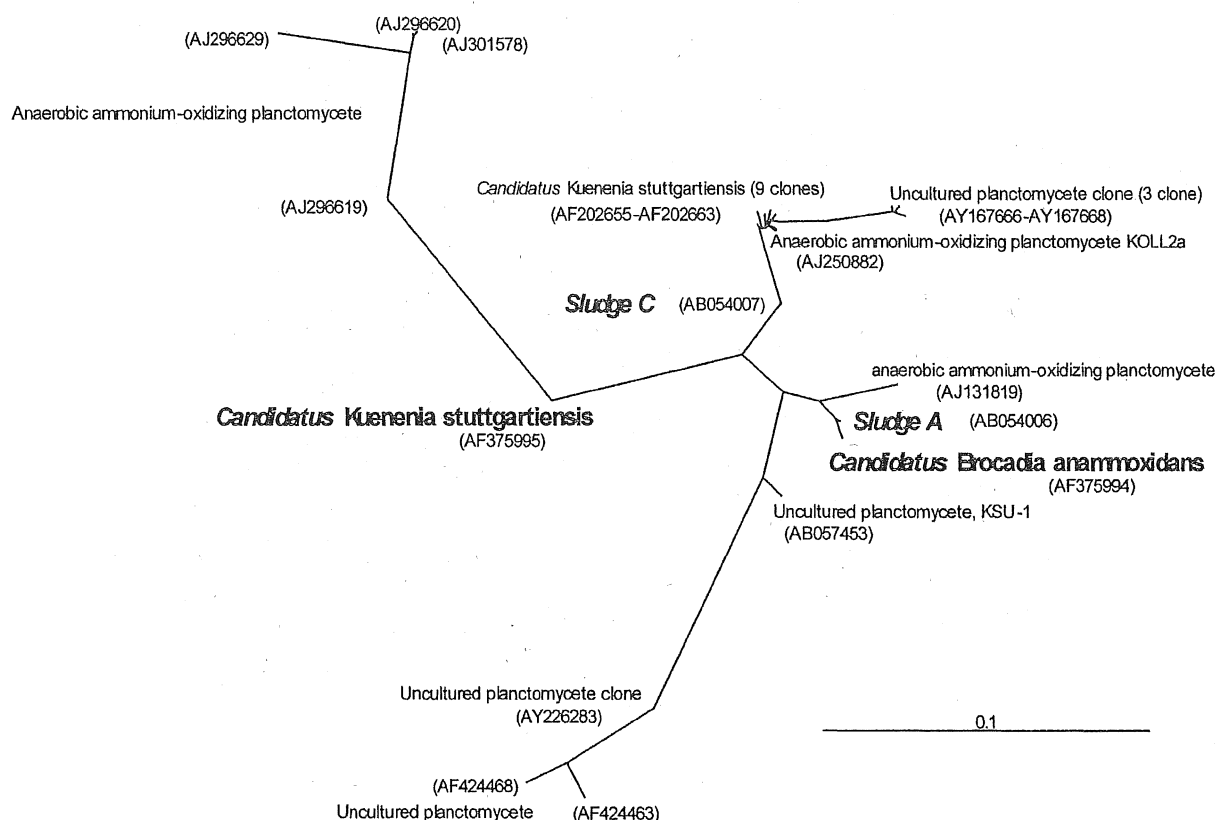 (AJ296620)
(AJ296629)
(AJ301578)
Anaerobic ammonium-oxidizing planctomycete
(AJ296619)
Candidatus Kuenenia stuttgartiensis (9 clones)
(AF202655-AF202663)
Uncultured planctomycete clone (3 clone)
(AY167666-AY167668)
Anaerobic ammonium-oxidizing planctomycete KOLL2a
(AJ250882)
Sludge C (AB054007)
anaerobic ammonium-oxidizing planctomycete
(AJ131819)
Sludge A (AB054006)
Candidatus Kuenenia stuttgartiensis
(AF375995)
Candidatus Brocadia anammoxidans
(AF375994)
Uncultured planctomycete, KSU-1
(AB057453)
Uncultured planctomycete clone
(AY226283)
0.1
(AF424468)
Uncultured planctomycete (AF424463)